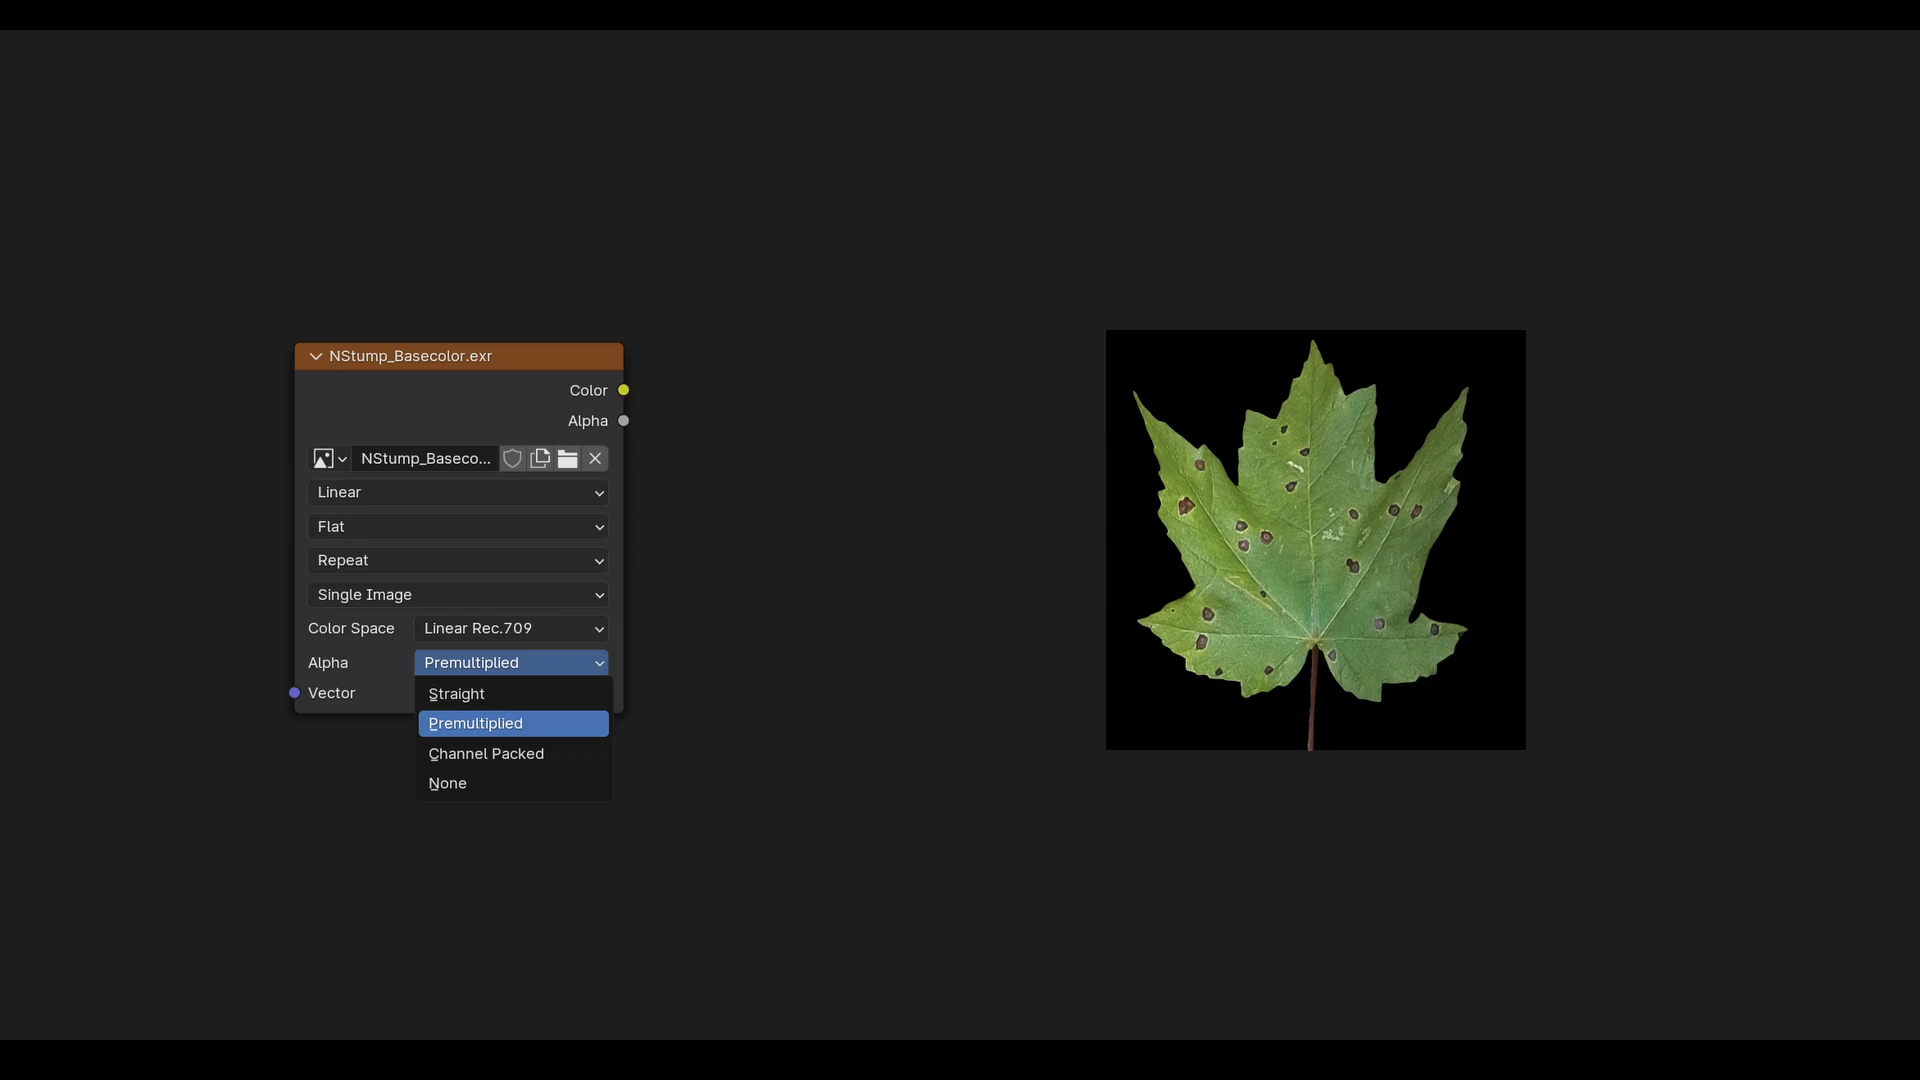 NStump_Basecolor.exr
Color
Alpha
NStump_Baseco...
Linear
Flat
Repeat
Single Image
Color Space Linear Rec.709
Alpha Premultiplied
Vector
Straight
Premultiplied
Channel Packed
None